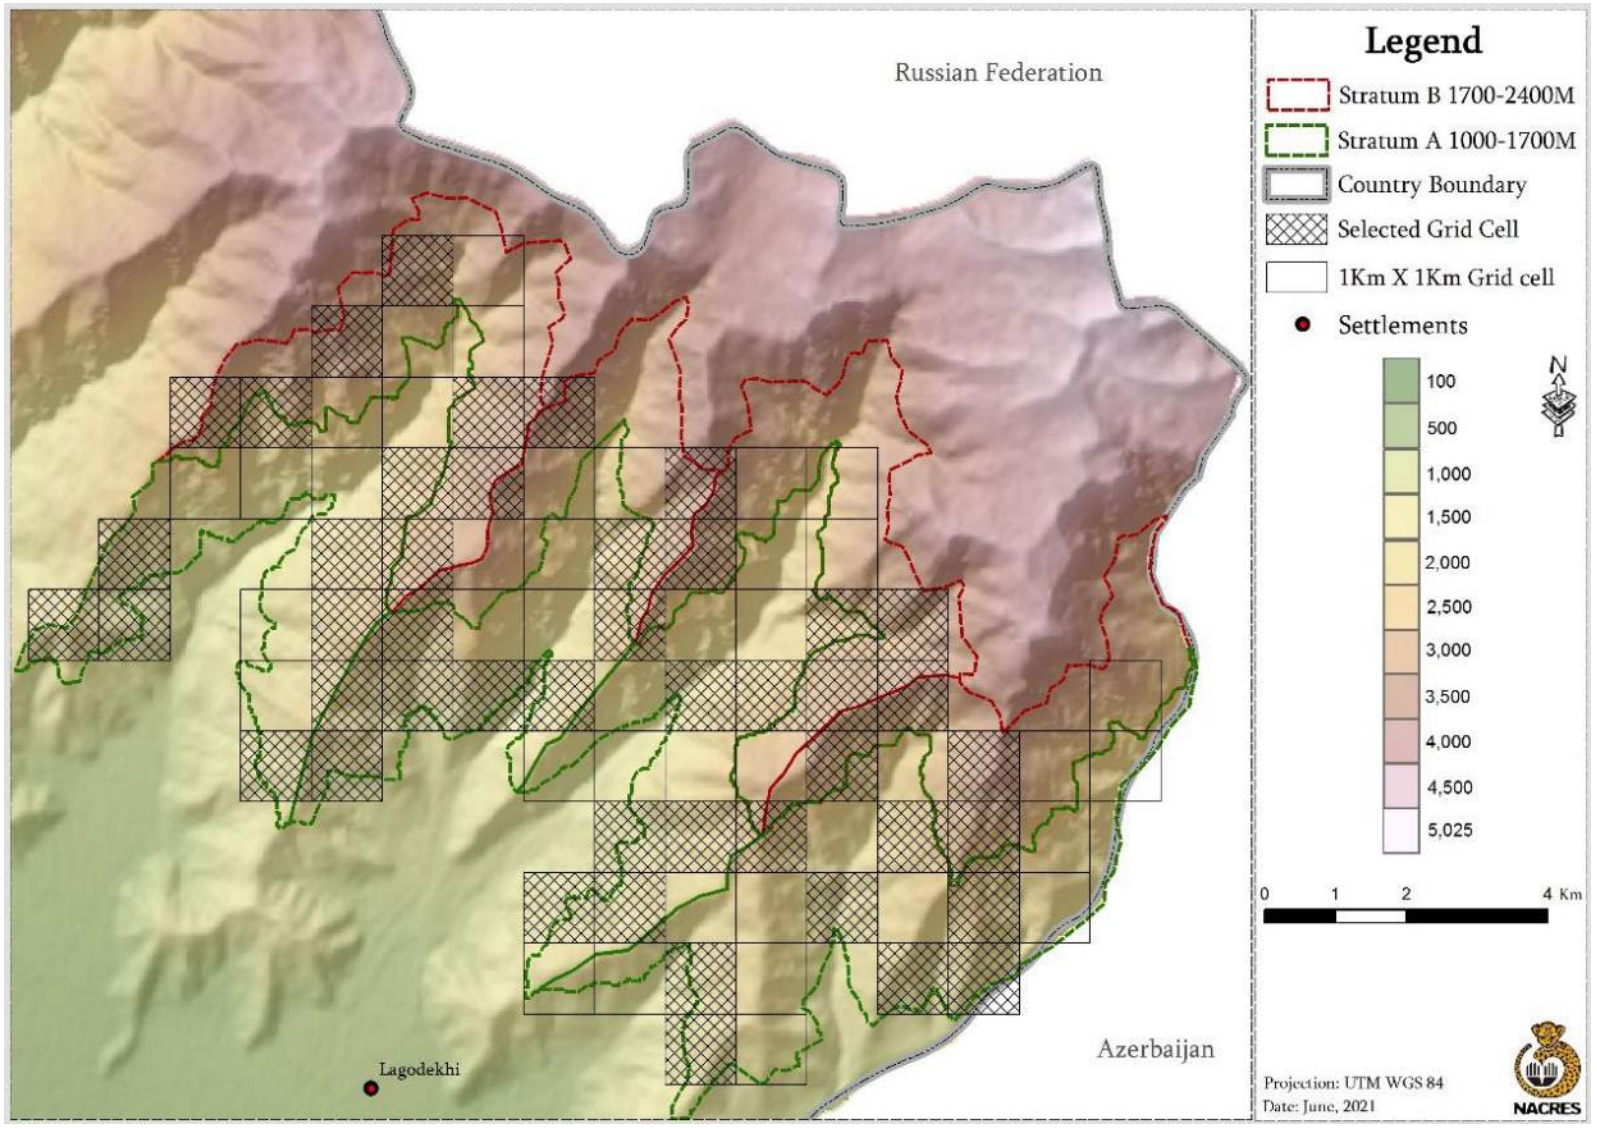 Russian Federation
Azerbaijan
Lagodekhi
Legend
Stratum B 1700-2400M
Stratum A 1000-1700M
Country Boundary
Selected Grid Cell
1Km X 1Km Grid cell
Settlements
N
100
500
1,000
1,500
2,000
2,500
3,000
3,500
4,000
4,500
5,025
0 1 2 4 Km
Projection: UTM WGS 84
Date: June, 2021
NACRES